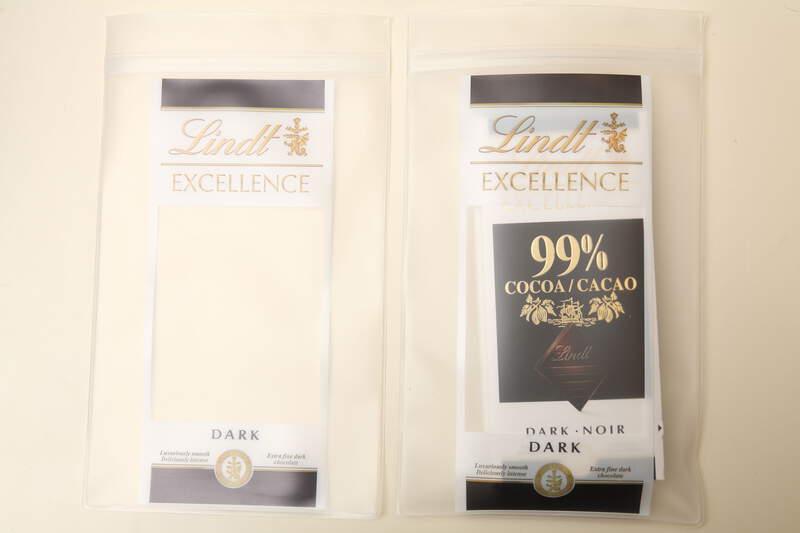 Lindt
EXCELLENCE
DARK
Luxuriously smooth
Deliciously intense
Extra fine dark
chocolate
Lindt
EXCELLENCE
99%
COCOA / CACAO
Lindt
DARK · NOIR
DARK
Luxuriously smooth
Deliciously intense
Extra fine dark
chocolate